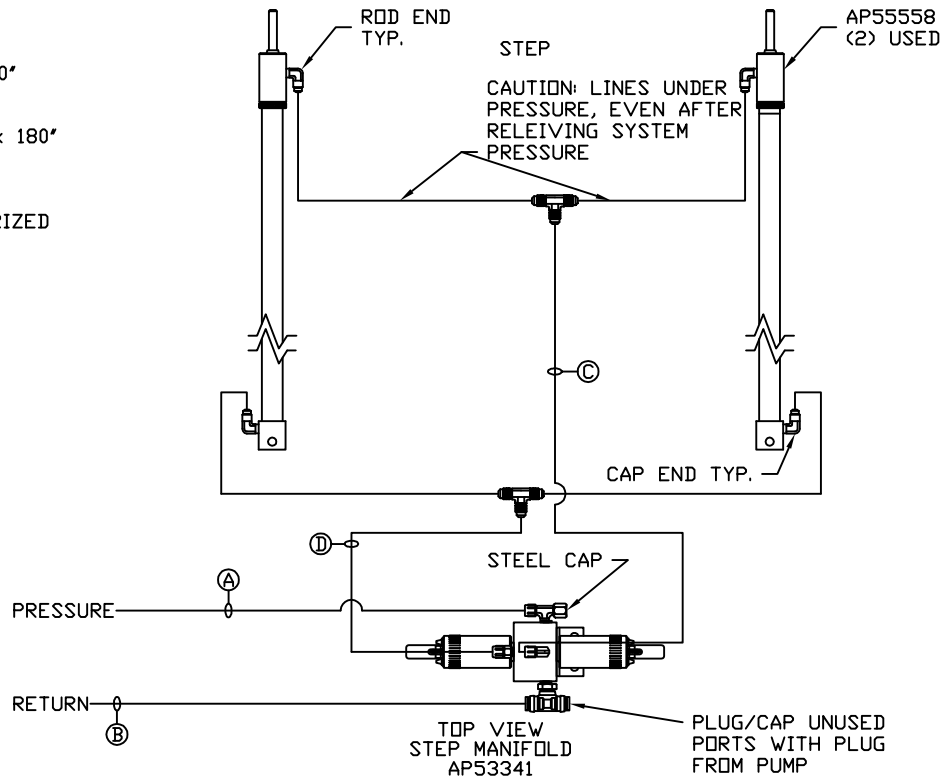 ROD END
TYP.
STEP
AP55558
(2) USED
0"
x 180"
RIZED
CAUTION: LINES UNDER
PRESSURE, EVEN AFTER
RELEIVING SYSTEM
PRESSURE
C
CAP END TYP.
D
STEEL CAP
A
PRESSURE
RETURN
B
TOP VIEW
STEP MANIFOLD
AP53341
PLUG/CAP UNUSED
PORTS WITH PLUG
FROM PUMP